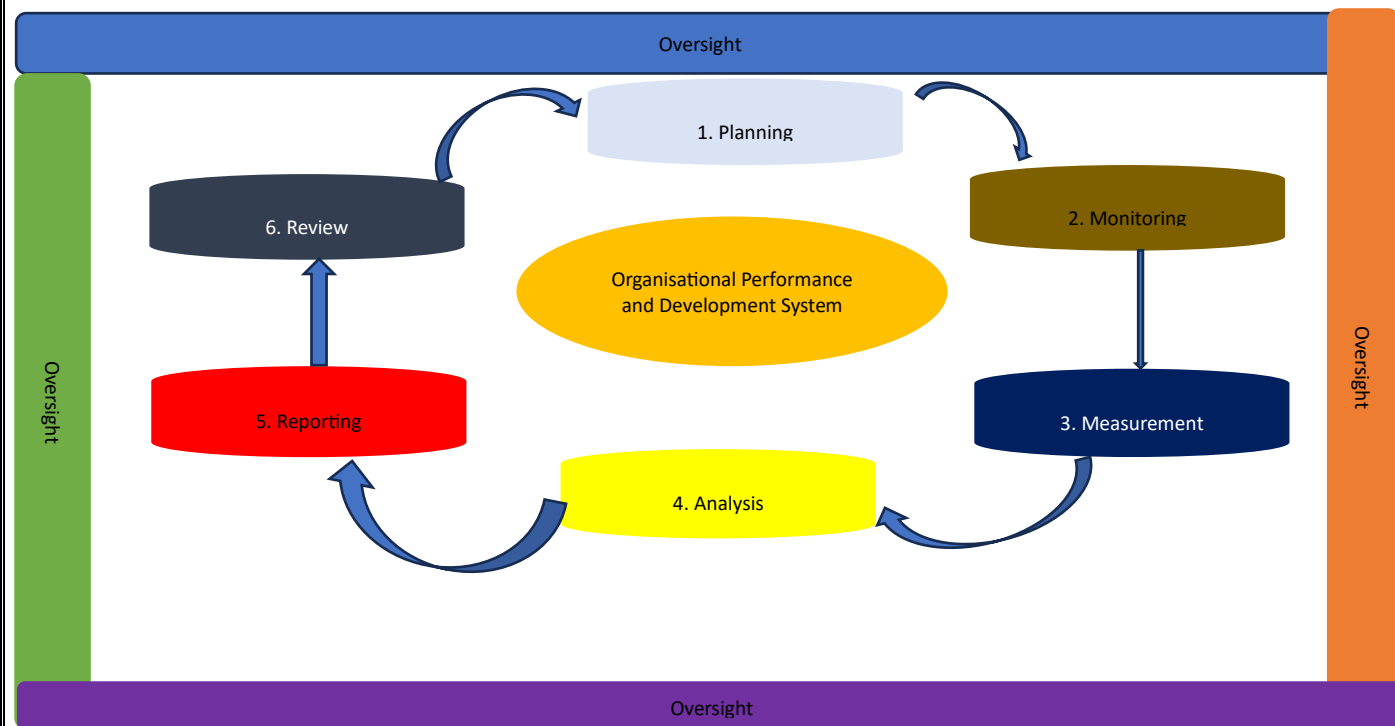 Oversight
1. Planning
2. Monitoring
6. Review
Organisational Performance
and Development System
Oversight
Oversight
5. Reporting
3. Measurement
4. Analysis
Oversight